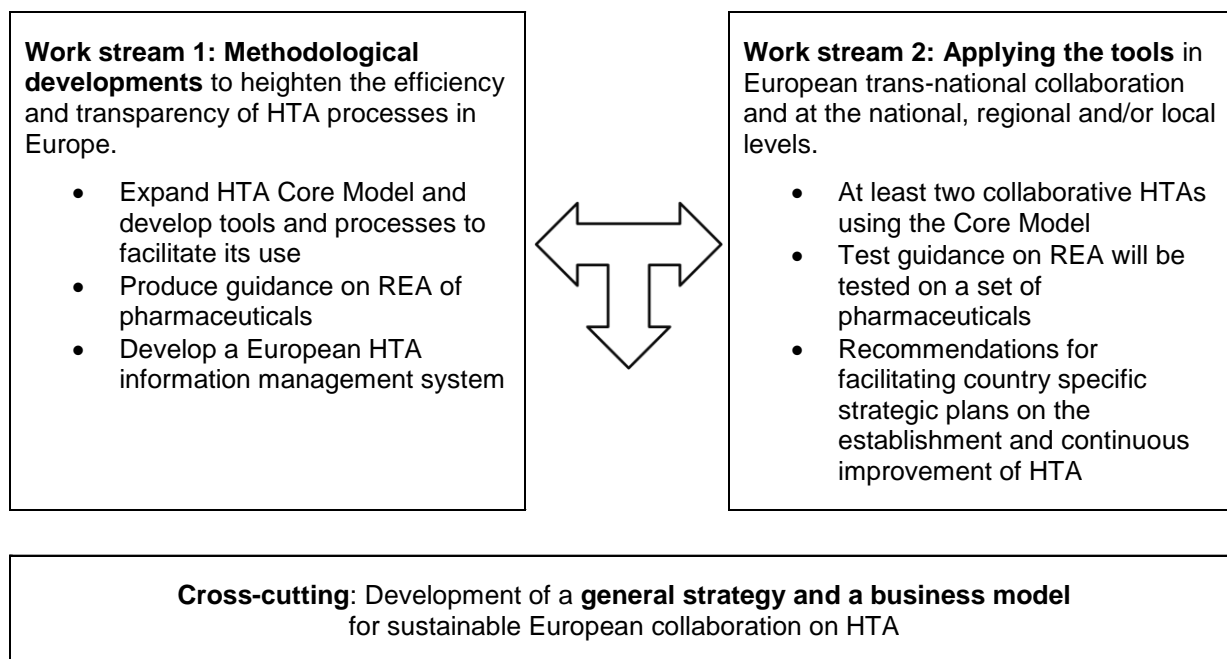 Work stream 1: Methodological
developments to heighten the efficiency
and transparency of HTA processes in
Europe.
• Expand HTA Core Model and
develop tools and processes to
facilitate its use
• Produce guidance on REA of
pharmaceuticals
• Develop a European HTA
information management system
Work stream 2: Applying the tools in
European trans-national collaboration
and at the national, regional and/or local
levels.
• At least two collaborative HTAs
using the Core Model
• Test guidance on REA will be
tested on a set of
pharmaceuticals
• Recommendations for
facilitating country specific
strategic plans on the
establishment and continuous
improvement of HTA
Cross-cutting: Development of a general strategy and a business model
for sustainable European collaboration on HTA